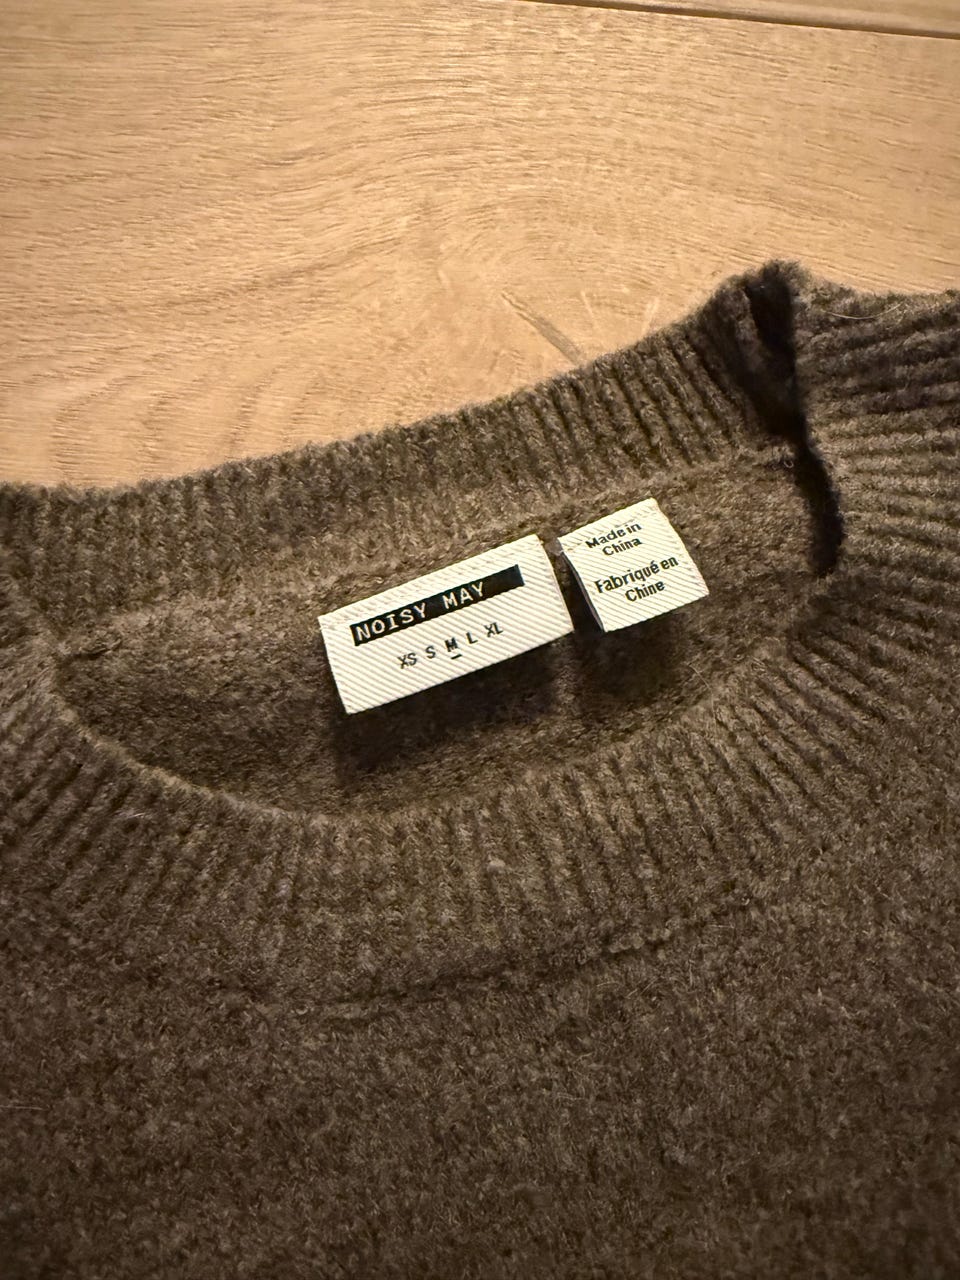 NOISY MAY
XS S M L XL
Made in
China
Fabriqué en
Chine